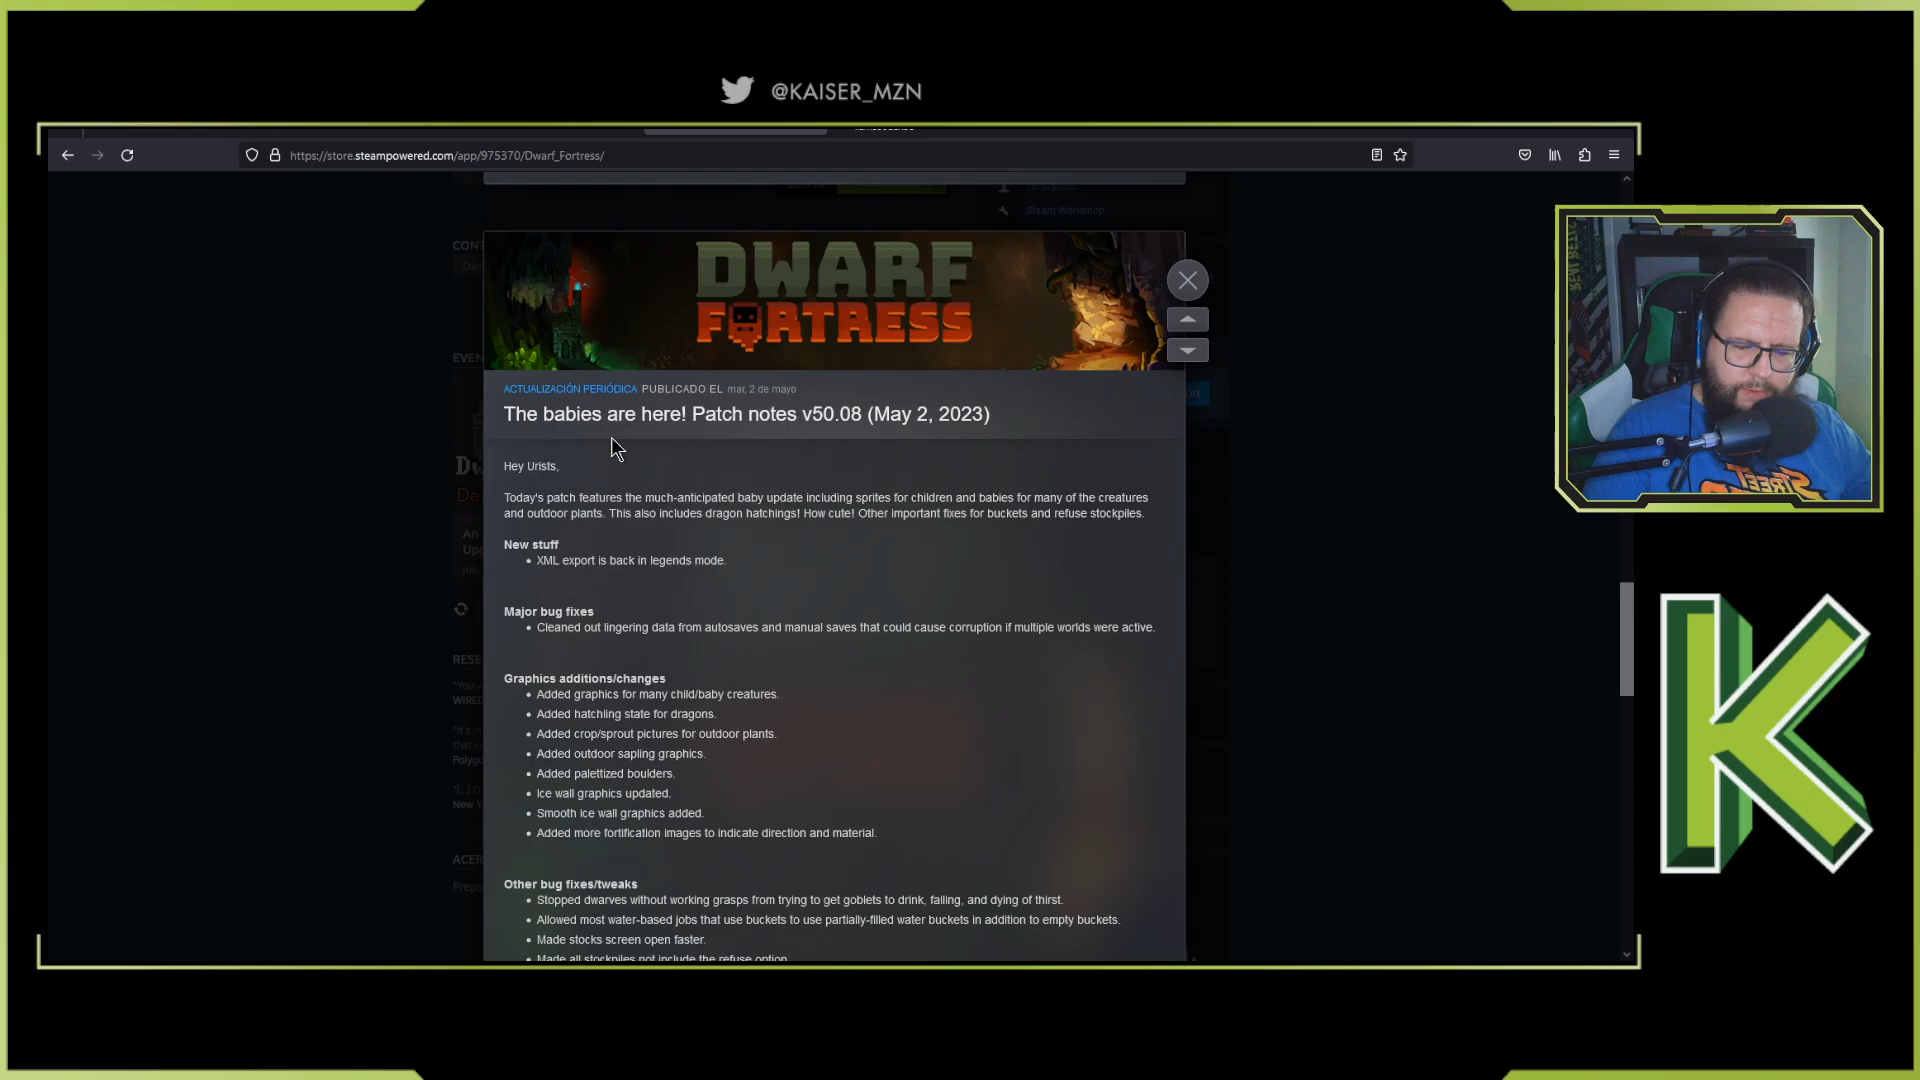 @KAISER_MZN
https://store.steampowered.com/app/975370/Dwarf_Fortress/
Steam Workshop
DWARF
FORTRESS
ACTUALIZACIÓN PERIÓDICA PUBLICADO EL mar, 2 de mayo
The babies are here! Patch notes v50.08 (May 2, 2023)
Hey Urists,
Today's patch features the much-anticipated baby update including sprites for children and babies for many of the creatures
and outdoor plants. This also includes dragon hatchings! How cute! Other important fixes for buckets and refuse stockpiles.
New stuff
XML export is back in legends mode.
Major bug fixes
Cleaned out lingering data from autosaves and manual saves that could cause corruption if multiple worlds were active.
Graphics additions/changes
Added graphics for many child/baby creatures.
Added hatchling state for dragons.
Added crop/sprout pictures for outdoor plants.
Added outdoor sapling graphics.
Added palettized boulders.
Ice wall graphics updated.
Smooth ice wall graphics added.
Added more fortification images to indicate direction and material.
Other bug fixes/tweaks
Stopped dwarves without working grasps from trying to get goblets to drink, failing, and dying of thirst.
Allowed most water-based jobs that use buckets to use partially-filled water buckets in addition to empty buckets.
Made stocks screen open faster.
Made all stockpiles not include the refuse option
K